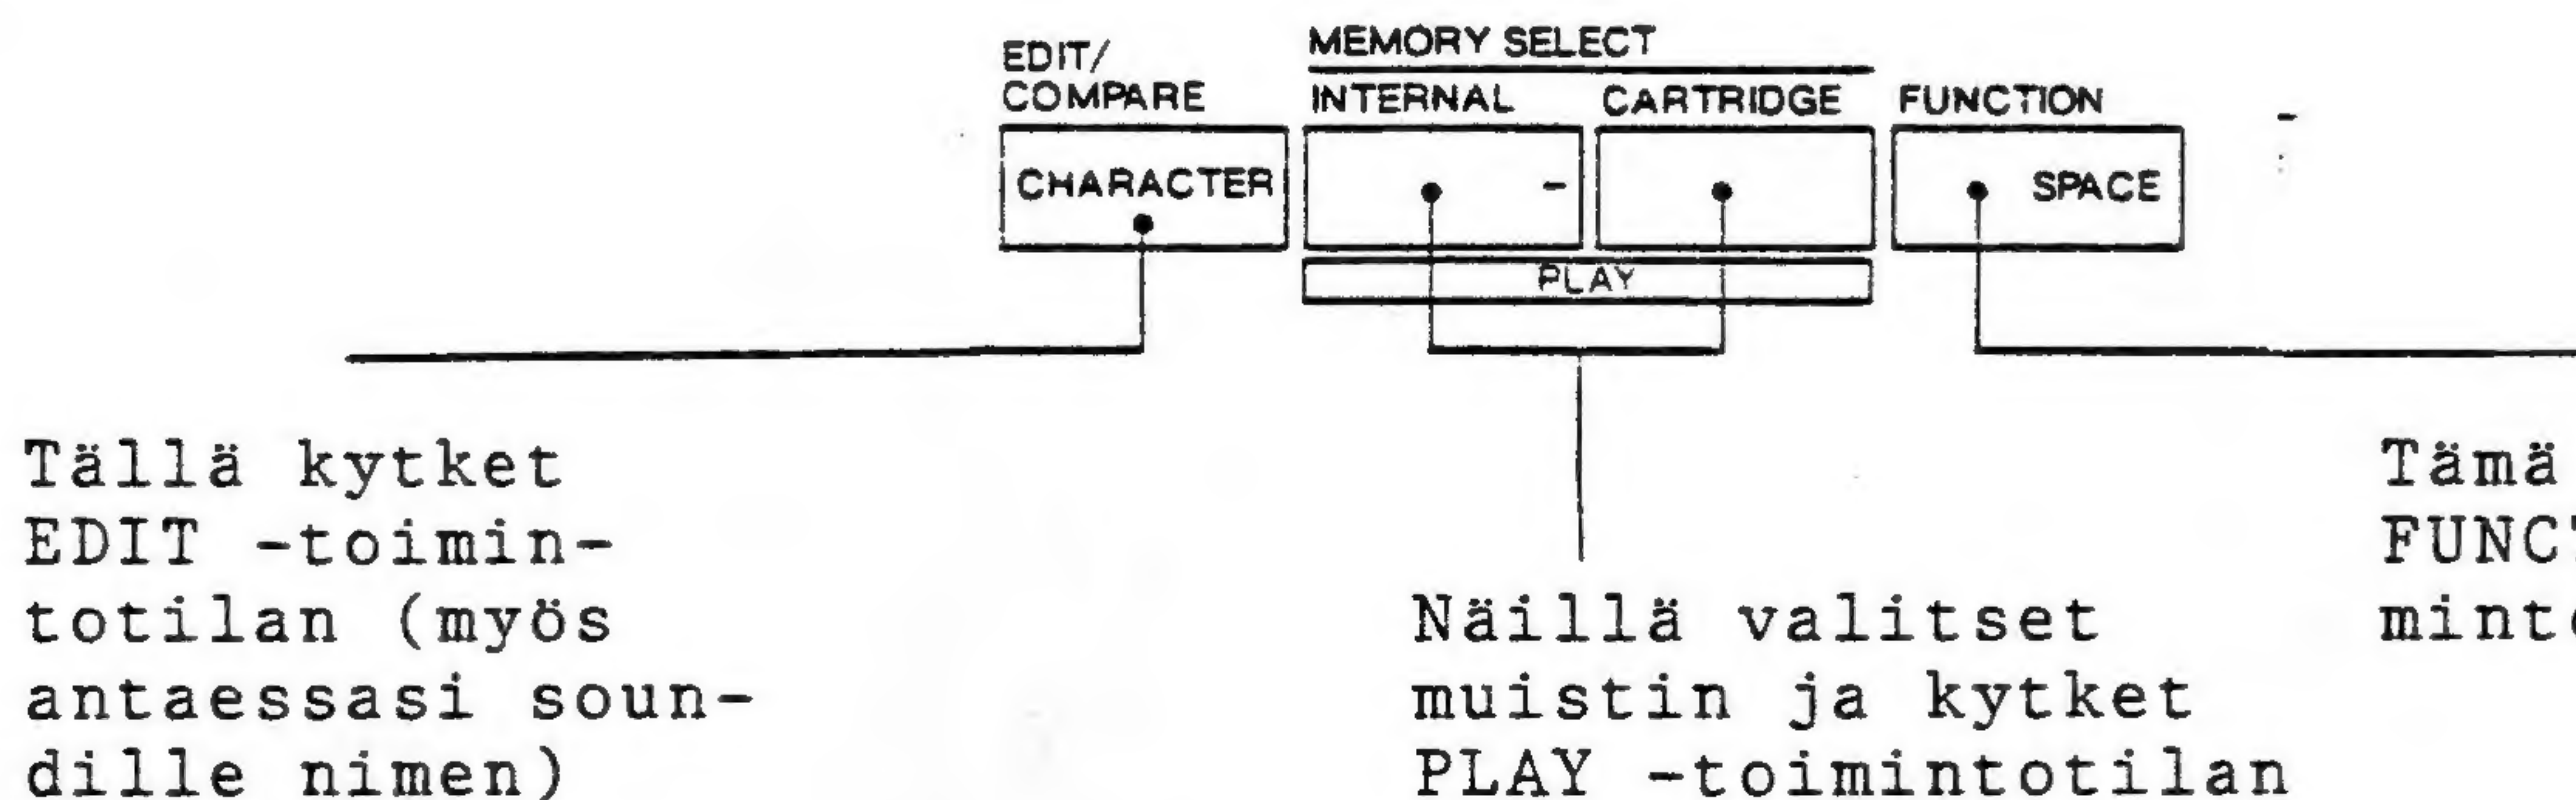 EDIT/
COMPARE
MEMORY SELECT
INTERNAL
CARTRIDGE
FUNCTION
CHARACTER
-
SPACE
PLAY
Tällä kytket
EDIT -toimin-
totilan (myös
antaessasi soun-
dille nimen)
Näillä valitset
muistin ja kytket
PLAY -toimintotilan
Tämä